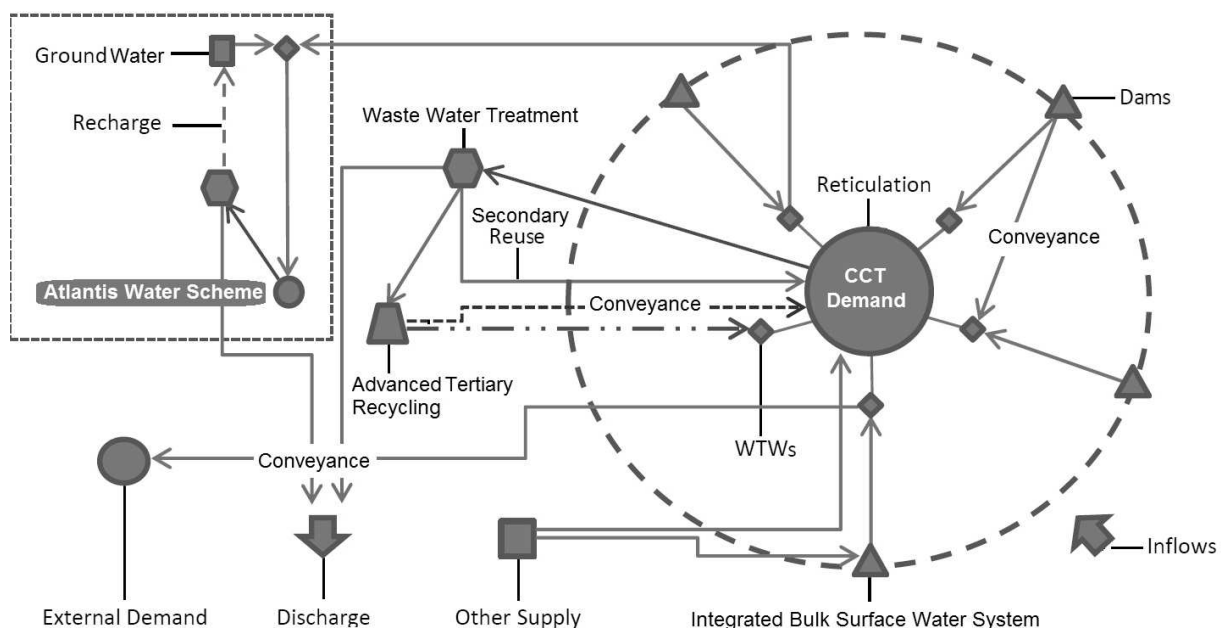 Ground Water
Recharge
Atlantis Water Scheme
Waste Water Treatment
Secondary
Reuse
Conveyance
Advanced Tertiary
Recycling
Dams
Reticulation
Conveyance
CCT
Demand
WTWs
Conveyance
Inflows
External Demand
Discharge
Other Supply
Integrated Bulk Surface Water System